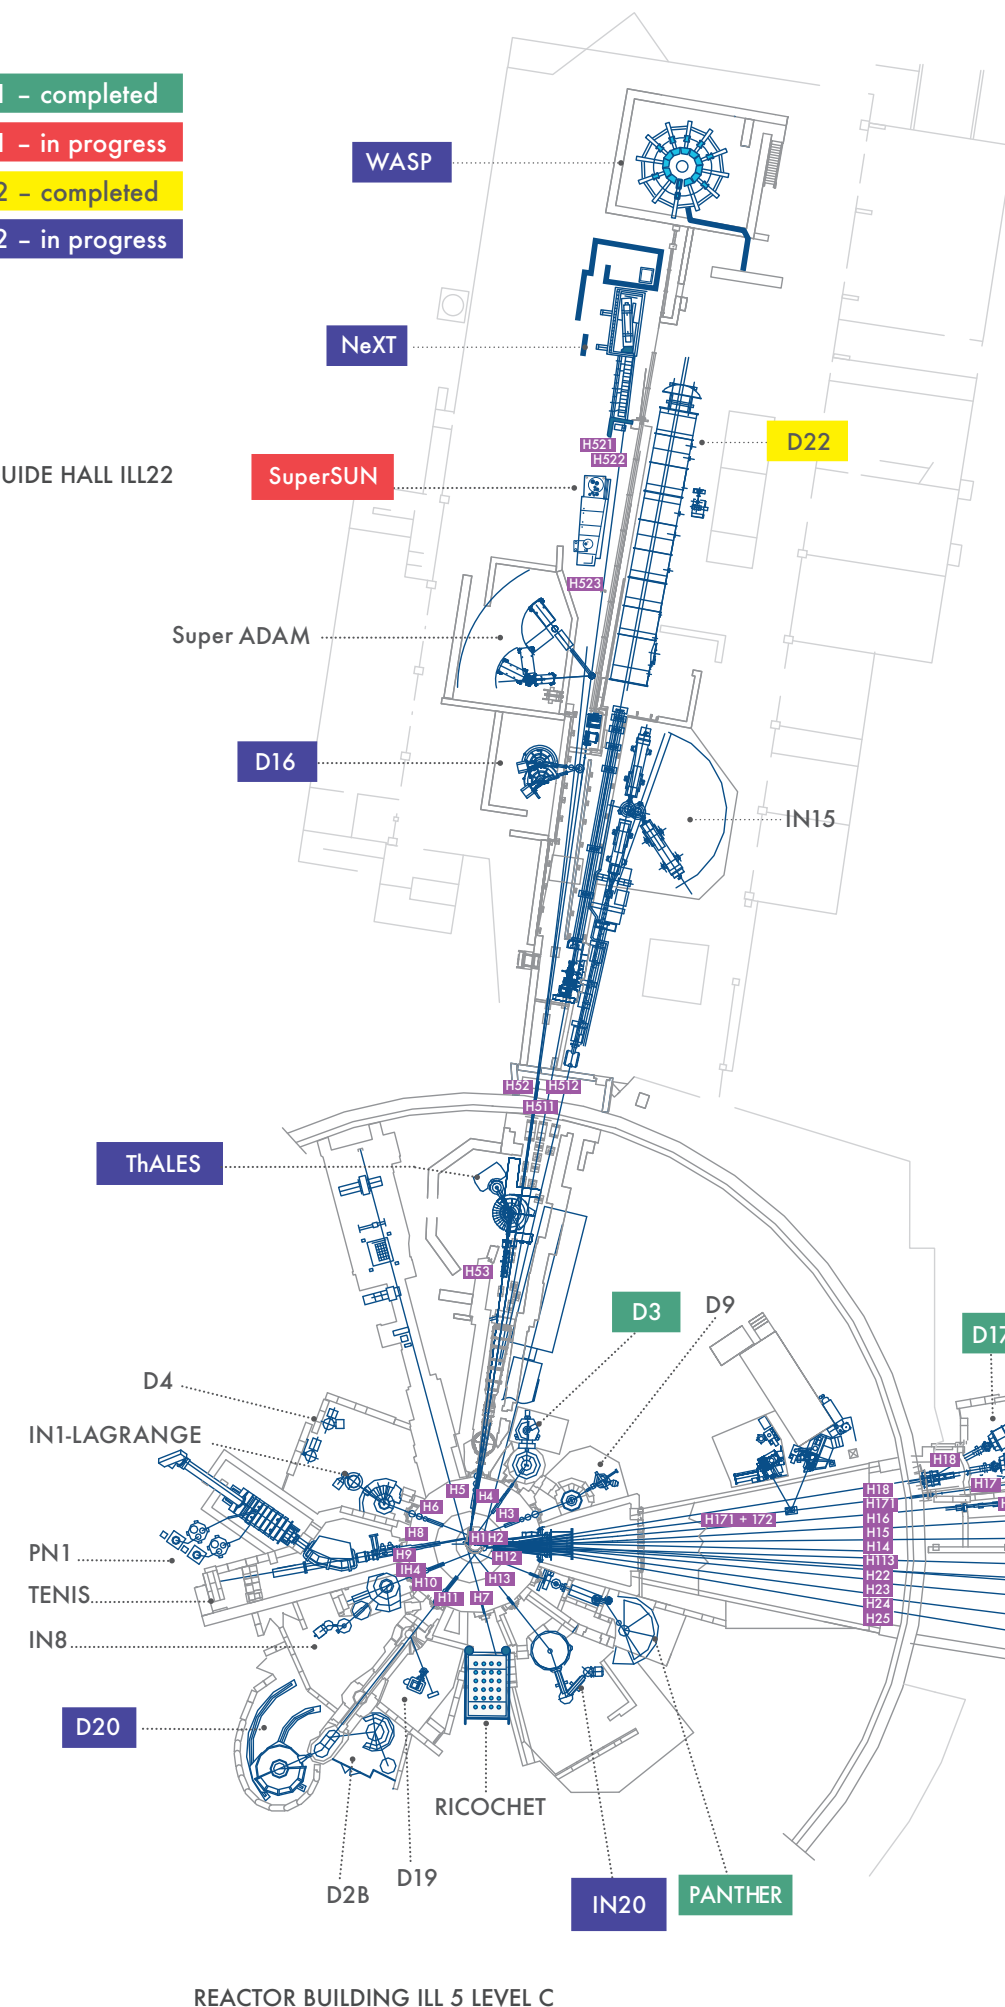 1 – completed
1 – in progress
2 – completed
2 – in progress
WASP
NeXT
D22
H521
H522
UIDE HALL ILL22
SuperSUN
H523
Super ADAM
D16
IN15
H52
H512
H511
ThALES
H53
D3
D9
D17
D4
IN1-LAGRANGE
H5
H4
H6
H3
H8
H1H2
H9
H12
IH4
H10
H13
H11
H7
H18
H17
H18
H171
H171 + 172
H16
H15
H14
H113
H22
H23
H24
H25
PN1
TENIS
IN8
D20
RICOCHET
D19
D2B
IN20
PANTHER
REACTOR BUILDING ILL 5 LEVEL C